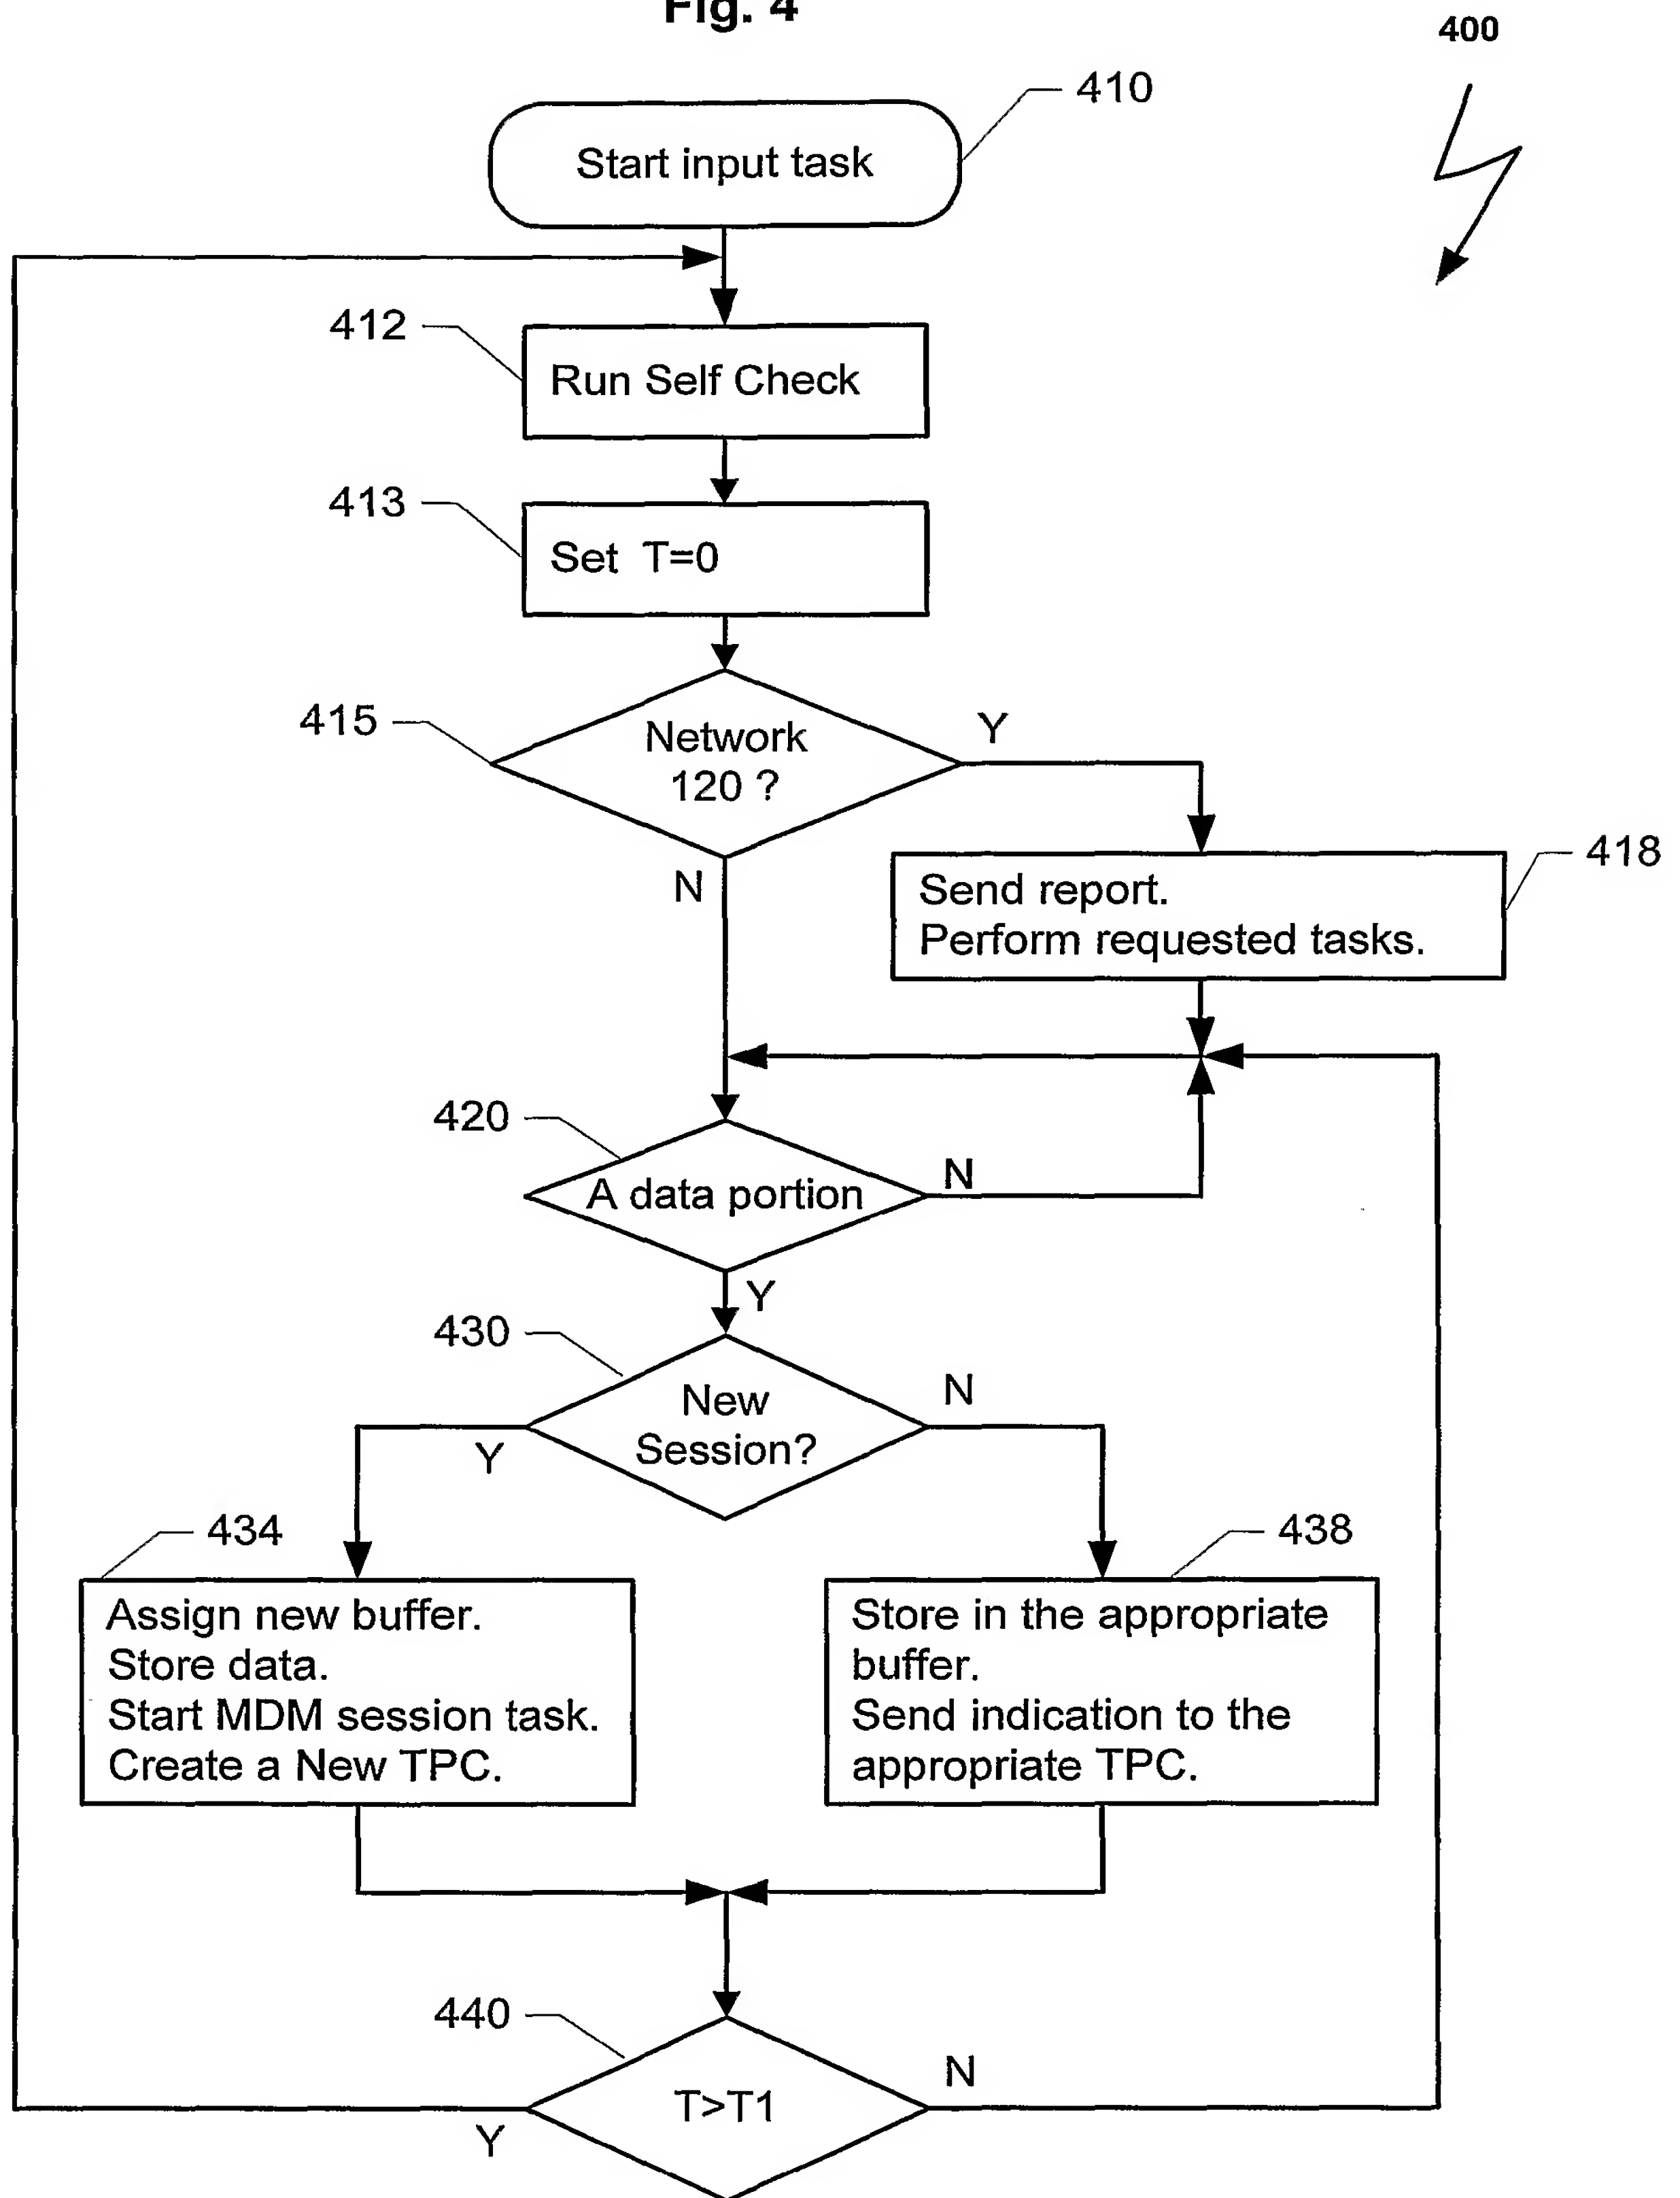 Fig. 4
400
410
Start input task
412
Run Self Check
413
Set T=0
415
Network
120 ?
Y
N
418
Send report.
Perform requested tasks.
420
A data portion
N
Y
430
New
Session?
N
Y
434
Assign new buffer.
Store data.
Start MDM session task.
Create a New TPC.
438
Store in the appropriate
buffer.
Send indication to the
appropriate TPC.
440
T>T1
N
Y